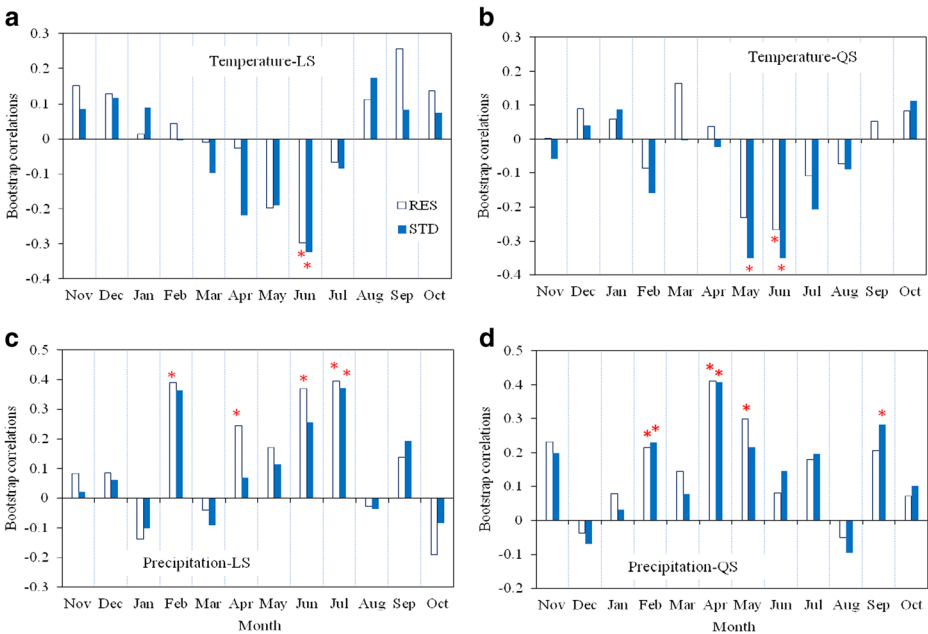 a
Temperature-LS
Bootstrap correlations
0.3
0.2
0.1
0
-0.1
-0.2
-0.3
-0.4
RES
STD
* *
Nov Dec Jan Feb Mar Apr May Jun Jul Aug Sep Oct
b
Temperature-QS
Bootstrap correlations
0.3
0.2
0.1
0
-0.1
-0.2
-0.3
-0.4
* * *
Nov Dec Jan Feb Mar Apr May Jun Jul Aug Sep Oct
c
Bootstrap correlations
0.5
0.4
0.3
0.2
0.1
0
-0.1
-0.2
-0.3
* * * * *
Precipitation-LS
Nov Dec Jan Feb Mar Apr May Jun Jul Aug Sep Oct
Month
d
Bootstrap correlations
0.5
0.4
0.3
0.2
0.1
0
-0.1
-0.2
* * * * * *
Precipitation-QS
Nov Dec Jan Feb Mar Apr May Jun Jul Aug Sep Oct
Month